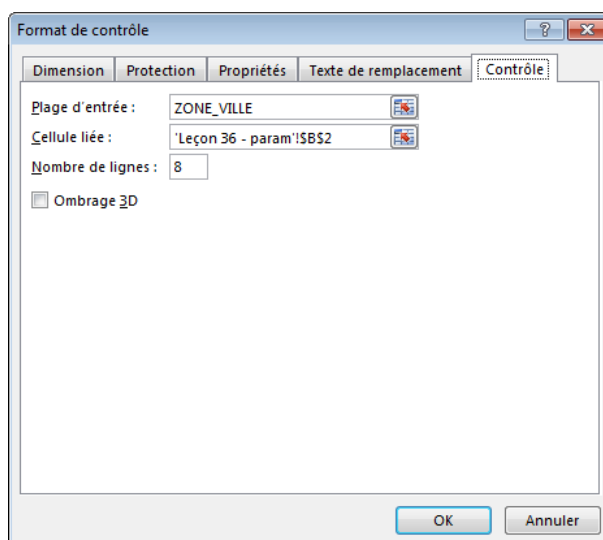 Format de contrôle
?
Dimension Protection Propriétés Texte de remplacement Contrôle
Plage d'entrée : ZONE_VILLE
Cellule liée : 'Leçon 36 - param'!$B$2
Nombre de lignes : 8
Ombrage 3D
OK Annuler